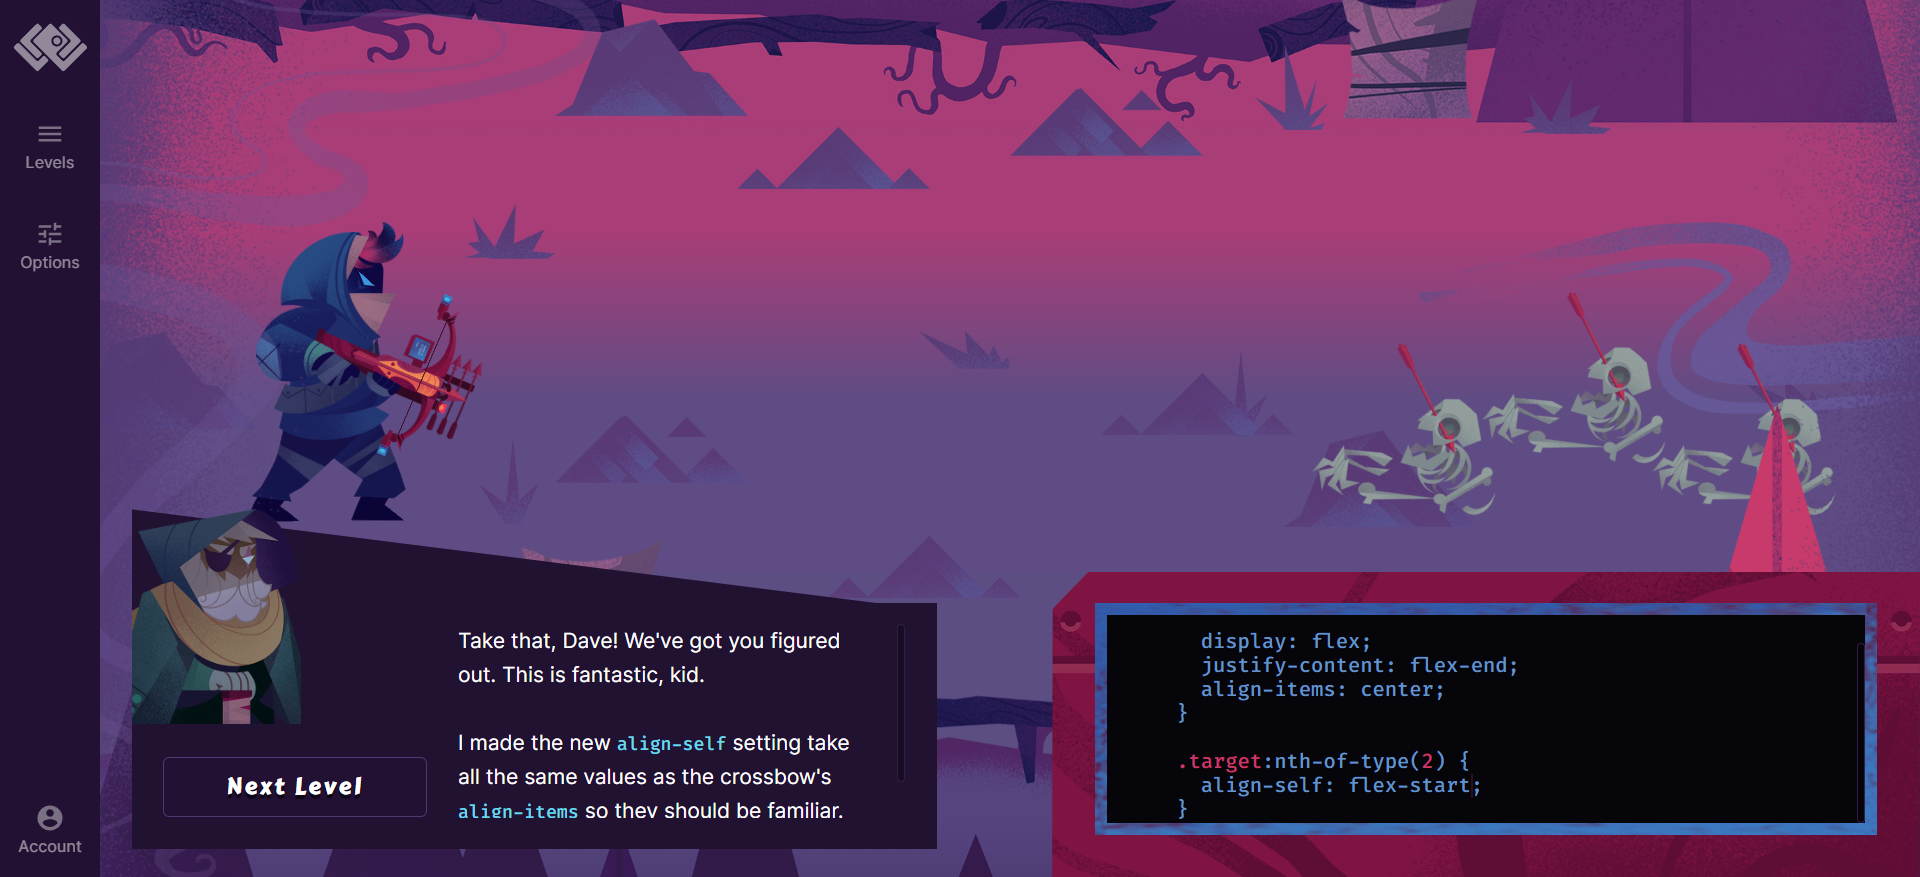 Levels
Options
Take that, Dave! We've got you figured
out. This is fantastic, kid.
I made the new align-self setting take
all the same values as the crossbow's
align-items so they should be familiar.
Next Level
Account
display: flex;
justify-content: flex-end;
align-items: center;
}
.target:nth-of-type(2) {
align-self: flex-start;
}